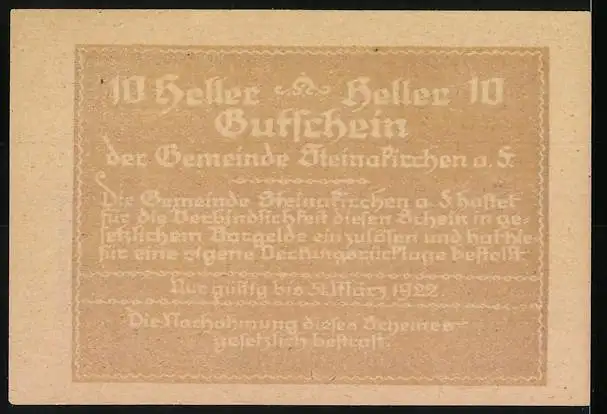 10 Heller Heller 10
Gutschein
der Gemeinde Steinakirchen a. F.
Die Gemeinde Steinakirchen a. F. haftet
für die Verbindlichkeit diesen Schein in ge-
setzlichem Bargelde einzulösen und hat hie-
für eine eigene Deckungsrücklage bestellt.
Nur gültig bis 31. März 1922.
Die Nachahmung dieses Scheines
gesetzlich bestraft.